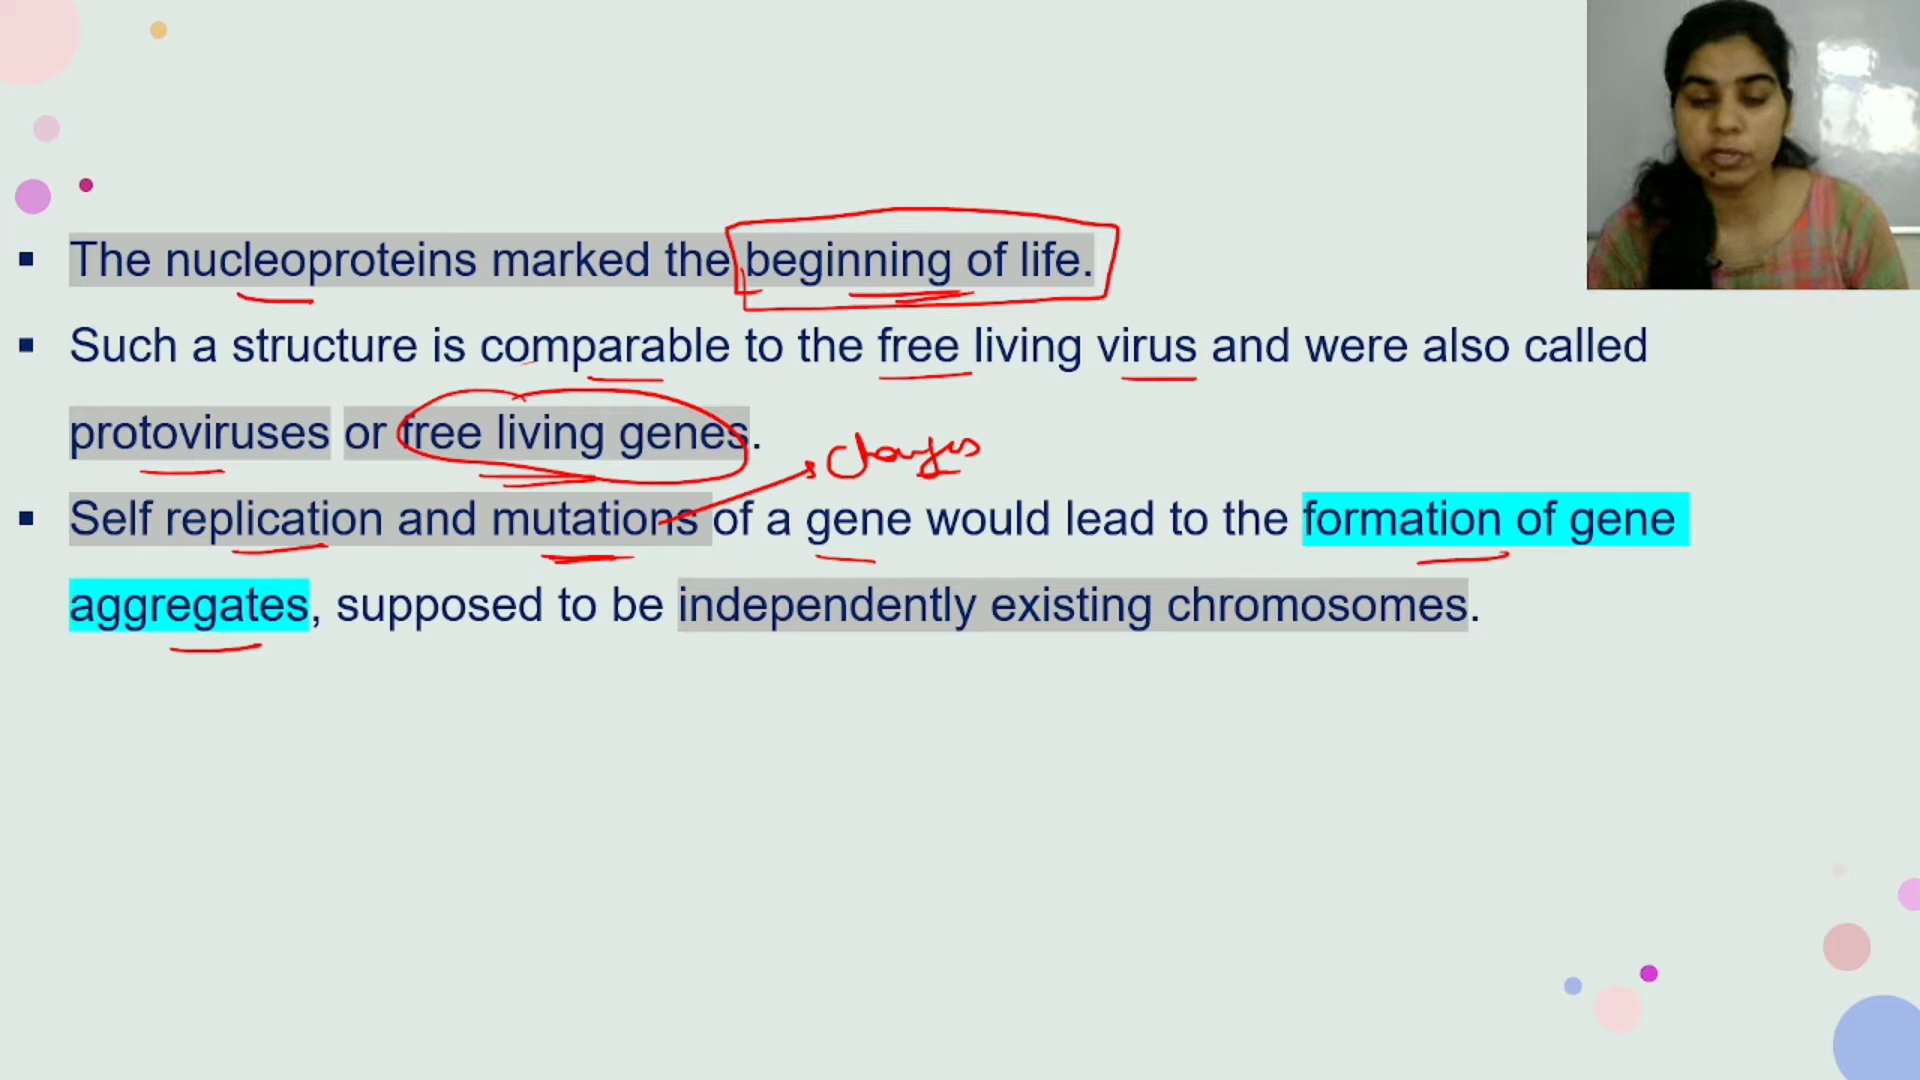 ▪ The nucleoproteins marked the beginning of life.
▪ Such a structure is comparable to the free living virus and were also called
protoviruses or free living genes.
changes
▪ Self replication and mutations of a gene would lead to the formation of gene
aggregates, supposed to be independently existing chromosomes.